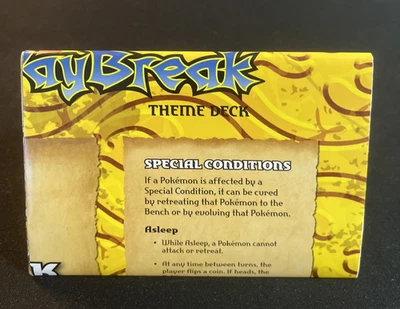 ayBreak
THEME DECK
SPECIAL CONDITIONS
If a Pokémon is affected by a
Special Condition, it can be cured
by retreating that Pokémon to the
Bench or by evolving that Pokémon.
Asleep
• While Asleep, a Pokémon cannot
attack or retreat.
• At any time between turns, the
player flips a coin. If heads, the
K